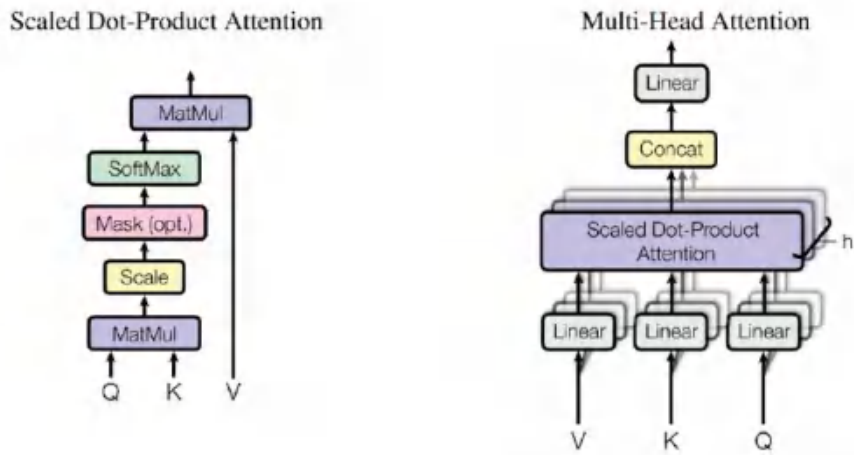 Scaled Dot-Product Attention
MatMul
SoftMax
Mask (opt.)
Scale
MatMul
Q K V
Multi-Head Attention
Linear
Concat
Scaled Dot-Product
Attention
h
Linear Linear Linear
V K Q